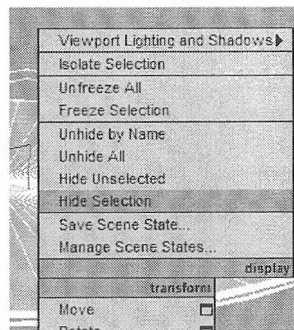 Viewport Lighting and Shadows
Isolate Selection
Unfreeze All
Freeze Selection
Unhide by Name
Unhide All
Hide Unselected
Hide Selection
Save Scene State...
Manage Scene States...
display
transform
Move
Rotate